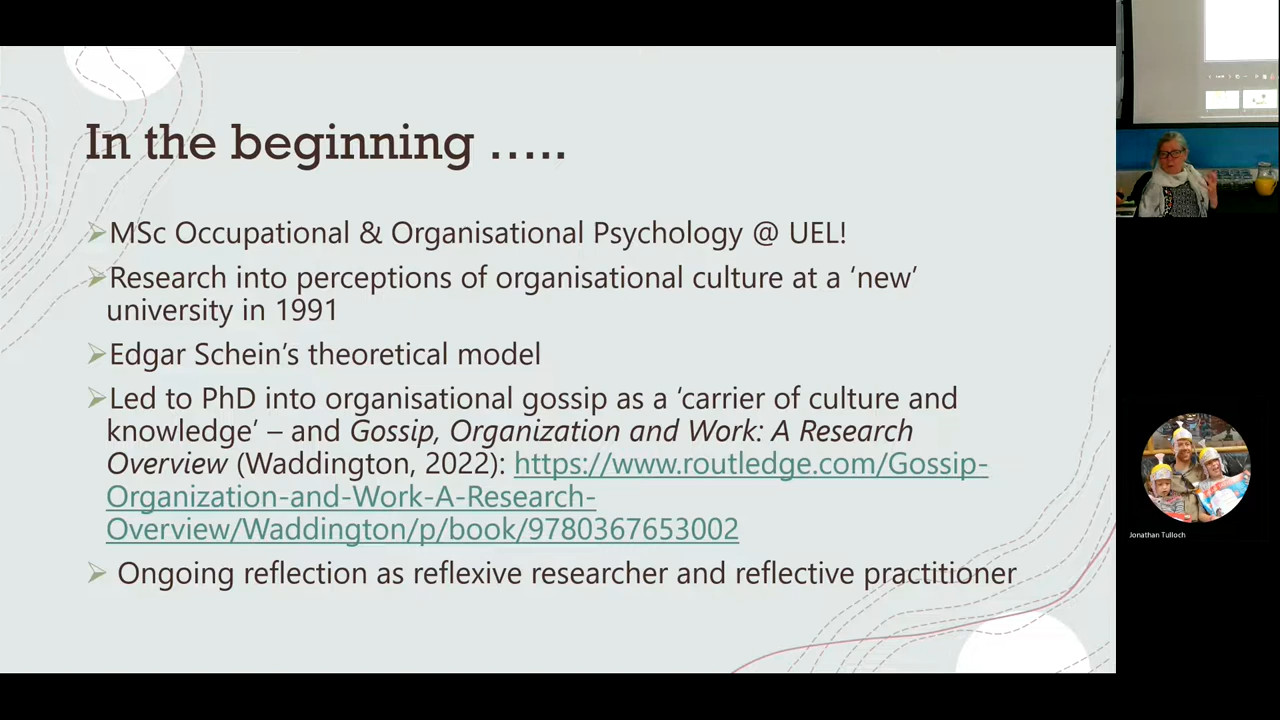 In the beginning .....
➢MSc Occupational & Organisational Psychology @ UEL!
➢Research into perceptions of organisational culture at a ‘new’
university in 1991
➢Edgar Schein’s theoretical model
➢Led to PhD into organisational gossip as a ‘carrier of culture and
knowledge’ – and Gossip, Organization and Work: A Research
Overview (Waddington, 2022): https://www.routledge.com/Gossip-
Organization-and-Work-A-Research-
Overview/Waddington/p/book/9780367653002
➢ Ongoing reflection as reflexive researcher and reflective practitioner
Jonathan Tulloch